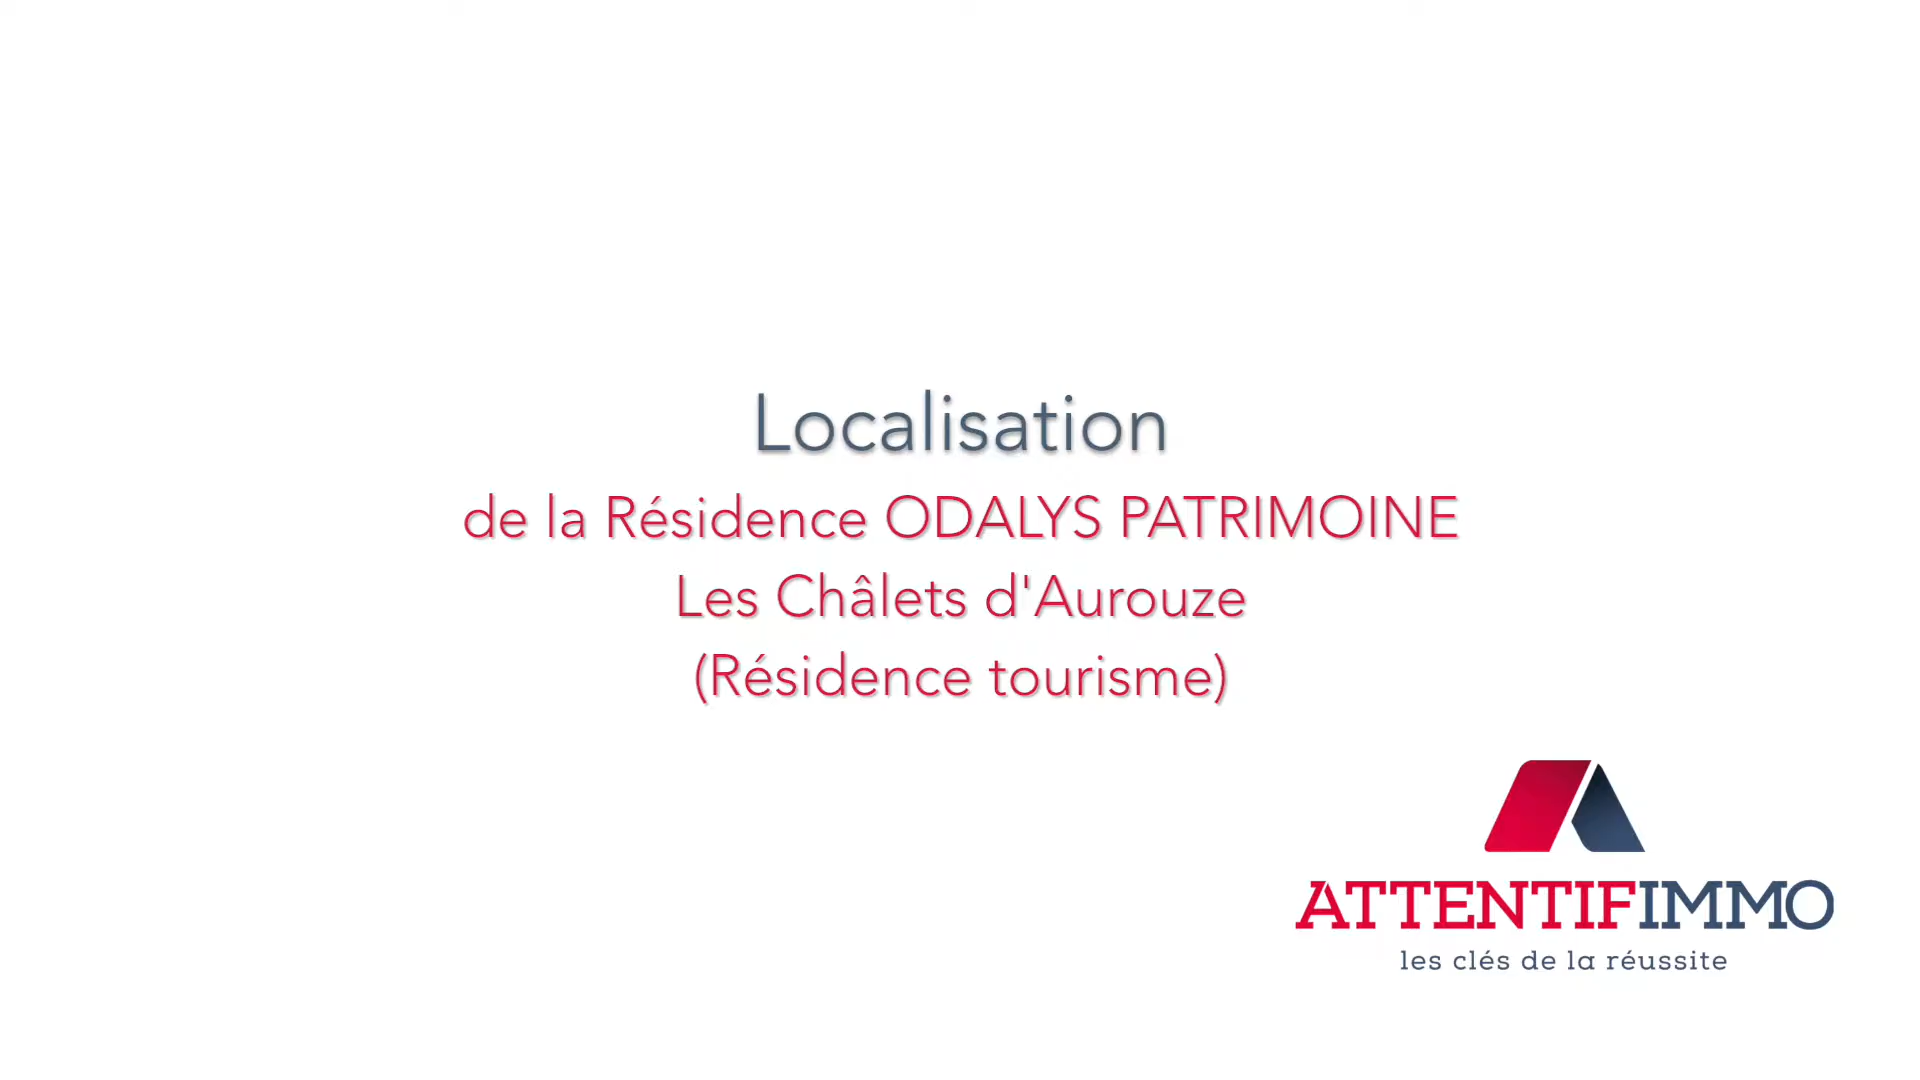 Localisation
de la Résidence ODALYS PATRIMOINE
Les Châlets d'Aurouze
(Résidence tourisme)
ATTENTIFIMMO
les clés de la réussite